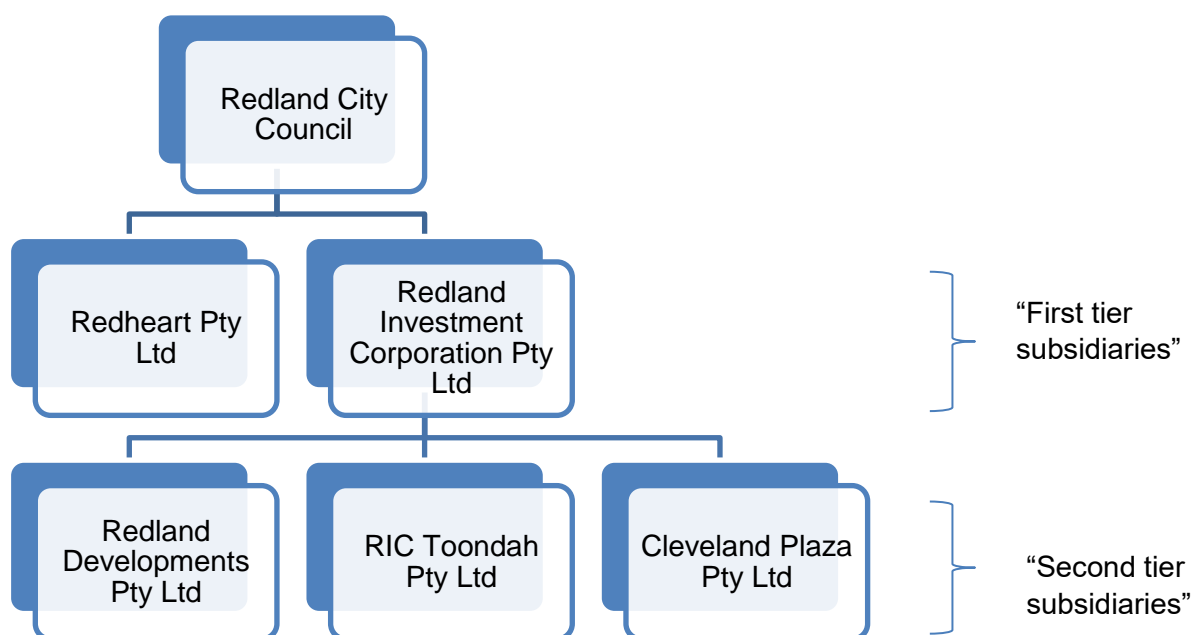 Redland City
Council
Redheart Pty
Ltd
Redland
Investment
Corporation Pty
Ltd
“First tier
subsidiaries”
Redland
Developments
Pty Ltd
RIC Toondah
Pty Ltd
Cleveland Plaza
Pty Ltd
“Second tier
subsidiaries”